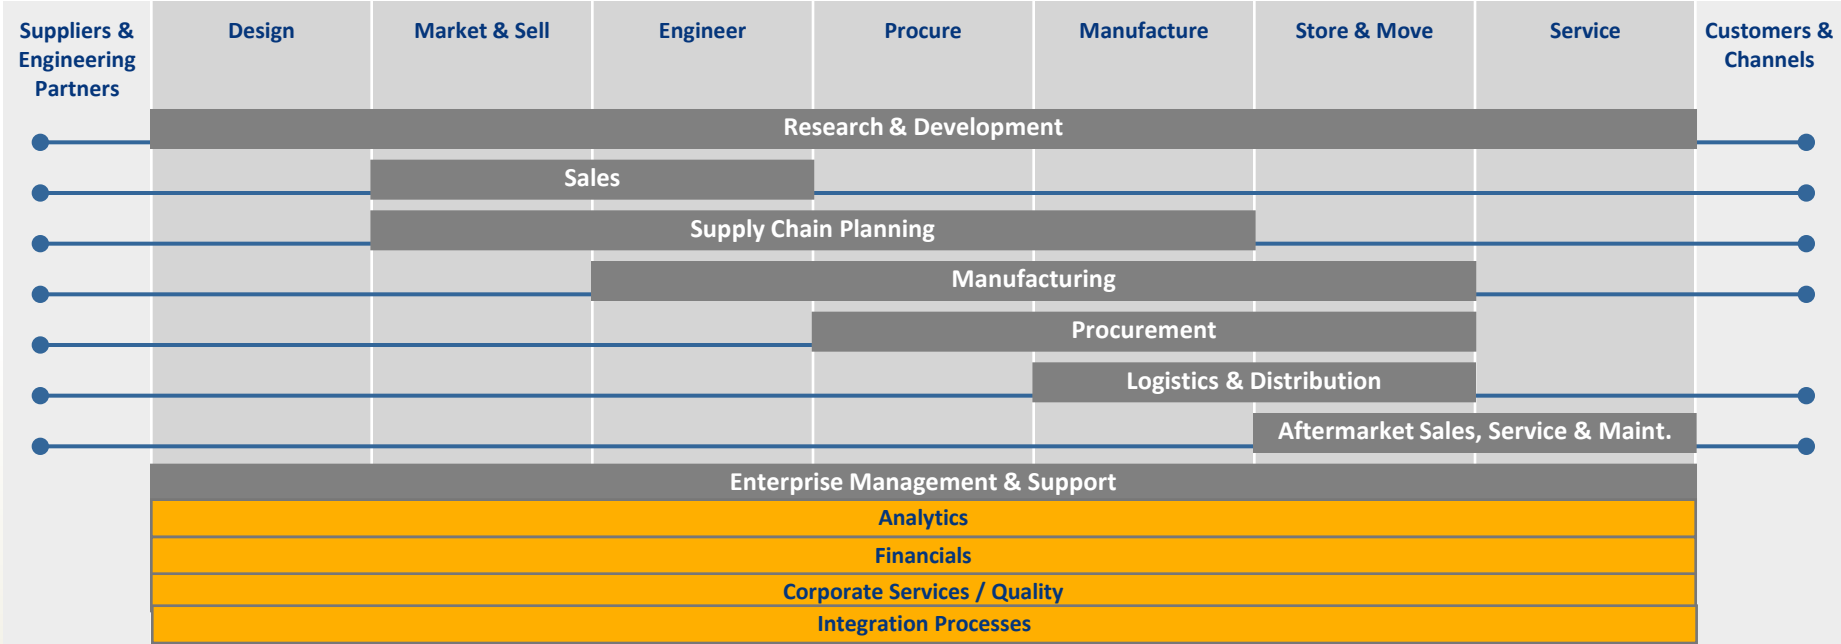 Suppliers &
Engineering
Partners
Design
Market & Sell
Engineer
Procure
Manufacture
Store & Move
Service
Customers &
Channels
Research & Development
Sales
Supply Chain Planning
Manufacturing
Procurement
Logistics & Distribution
Aftermarket Sales, Service & Maint.
Enterprise Management & Support
Analytics
Financials
Corporate Services / Quality
Integration Processes